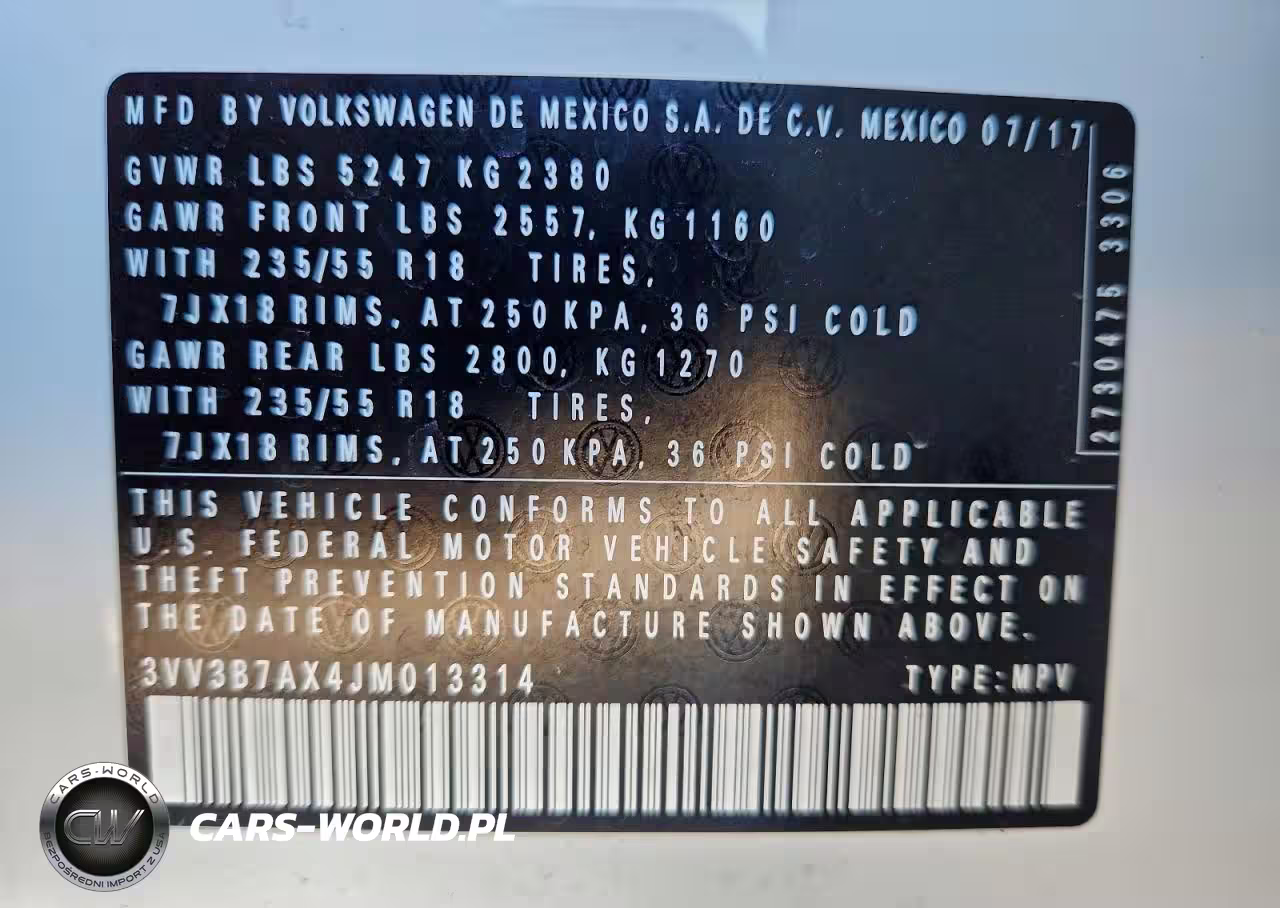 MFD BY VOLKSWAGEN DE MEXICO S.A. DE C.V. MEXICO 07/17
GVWR LBS 5247 KG 2380
GAWR FRONT LBS 2557, KG 1160
WITH 235/55 R18 TIRES,
7JX18 RIMS, AT 250 KPA, 36 PSI COLD
GAWR REAR LBS 2800, KG 1270
WITH 235/55 R18 TIRES,
7JX18 RIMS, AT 250 KPA, 36 PSI COLD
2730475 3306
THIS VEHICLE CONFORMS TO ALL APPLICABLE
U.S. FEDERAL MOTOR VEHICLE SAFETY AND
THEFT PREVENTION STANDARDS IN EFFECT ON
THE DATE OF MANUFACTURE SHOWN ABOVE.
3VV3B7AX4JM013314 TYPE:MPV
CARS-WORLD
CW
BEZPOŚREDNI IMPORT Z USA
CARS-WORLD.PL